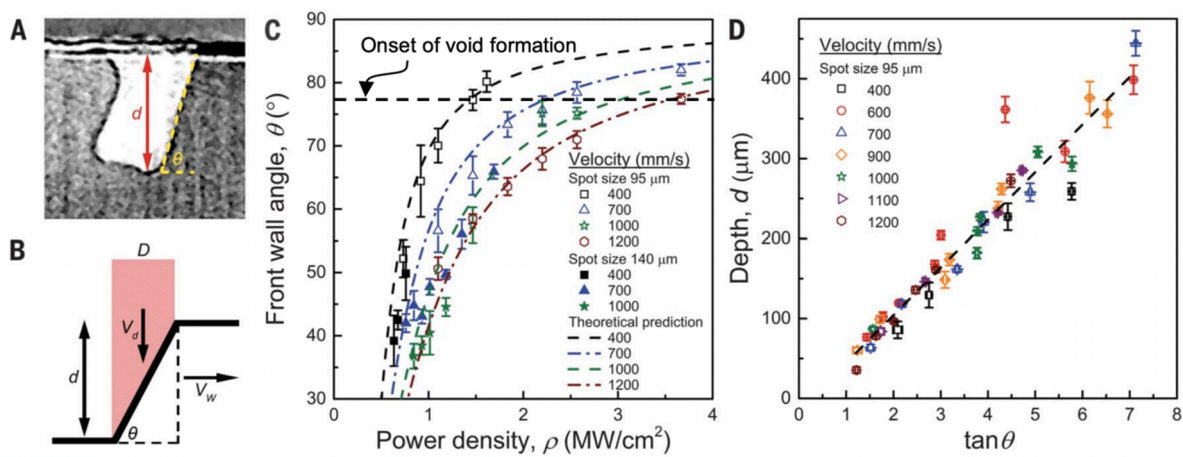 A
d
θ
B
D
V_d
d
V_W
θ
C
Onset of void formation
Front wall angle, θ (°)
90
80
70
60
50
40
30
0
1
2
3
4
Power density, ρ (MW/cm²)
Velocity (mm/s)
Spot size 95 μm
400
700
1000
1200
Spot size 140 μm
400
700
1000
Theoretical prediction
400
700
1000
1200
D
Velocity (mm/s)
Spot size 95 μm
400
600
700
900
1000
1100
1200
Depth, d (μm)
400
300
200
100
0
0
1
2
3
4
5
6
7
8
tanθ